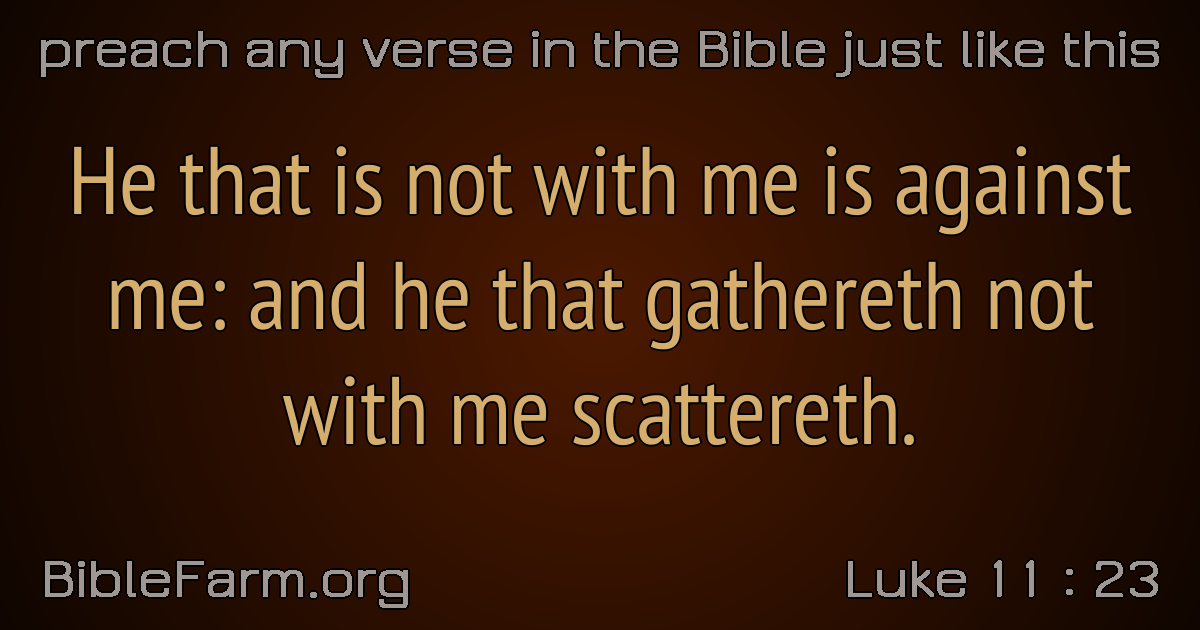 preach any verse in the Bible just like this
He that is not with me is against
me: and he that gathereth not
with me scattereth.
BibleFarm.org
Luke 11 : 23